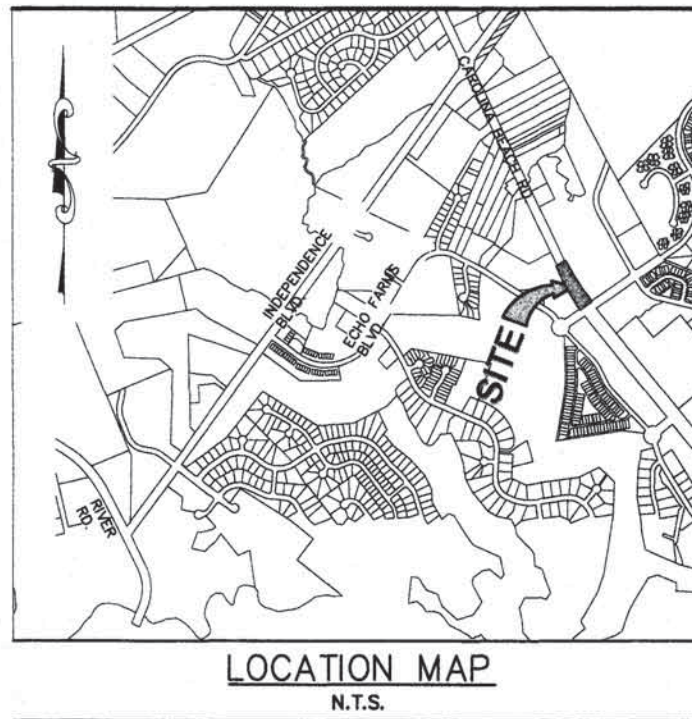 CAROLINA BEACH RD.
INDEPENDENCE
BLVD.
ECHO FARMS
BLVD.
SITE
RIVER
RD.
LOCATION MAP
N.T.S.